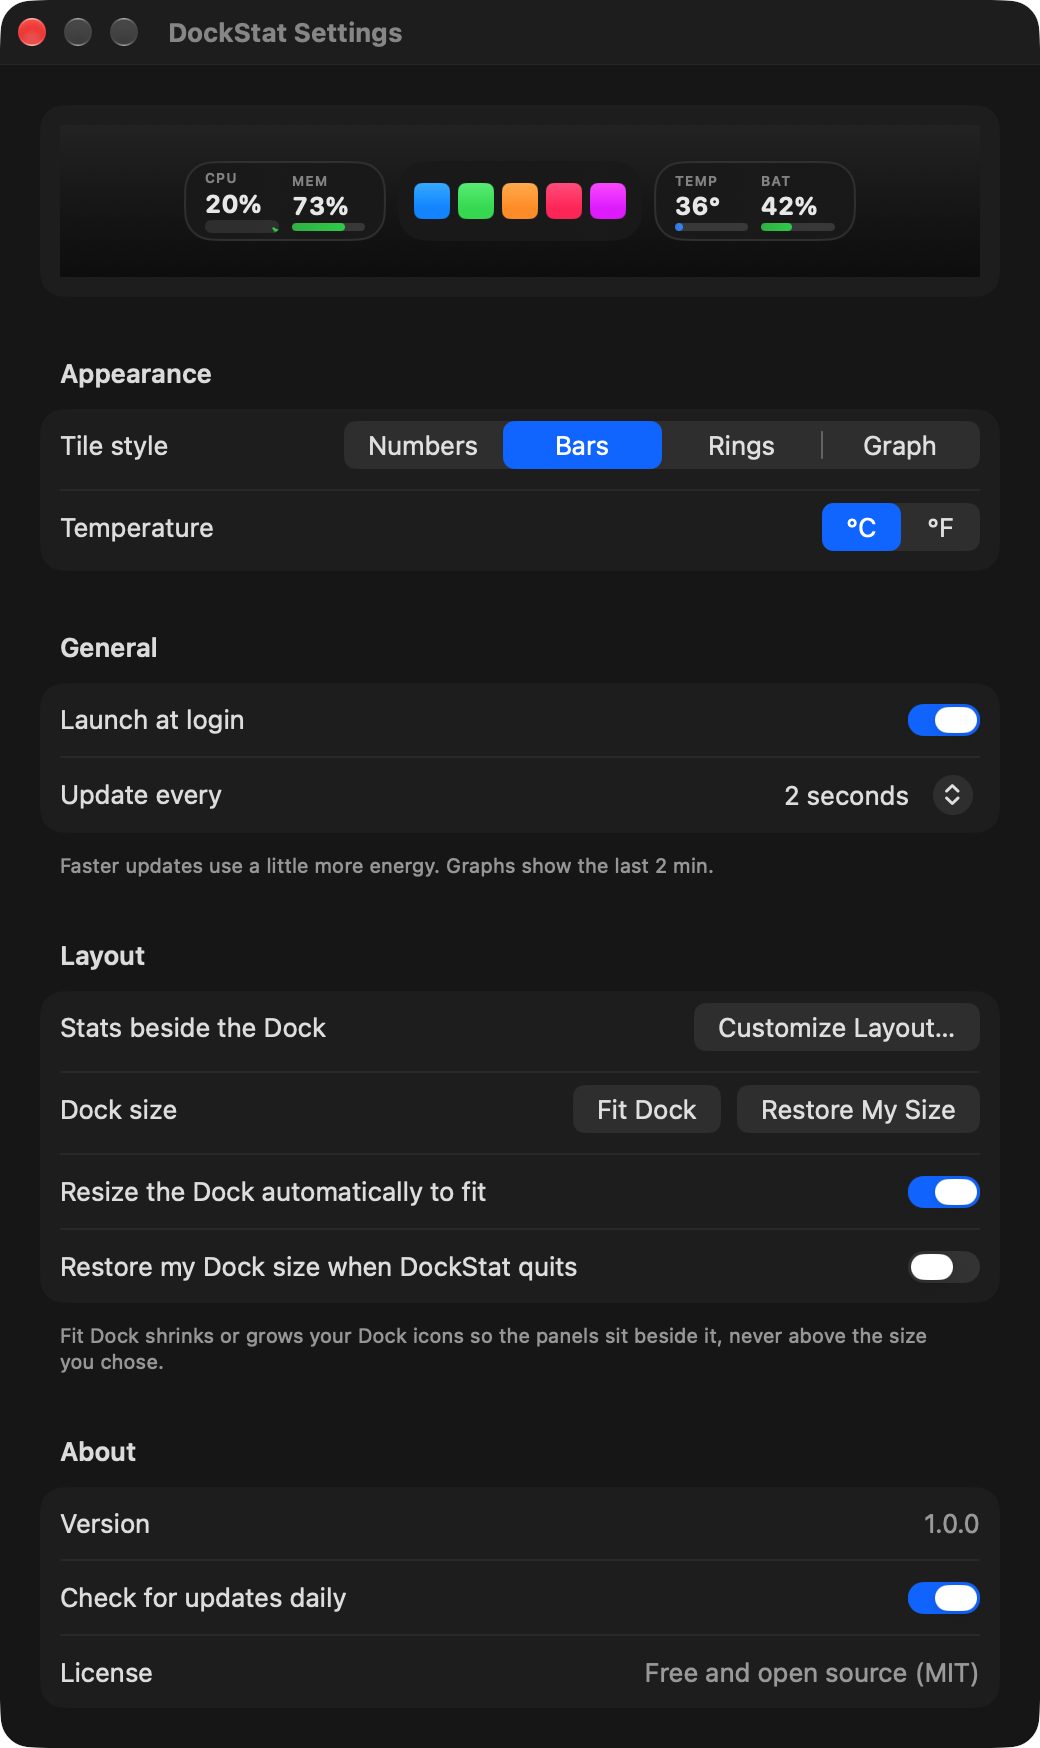 DockStat Settings
CPU MEM TEMP BAT
20% 73% 36° 42%
Appearance
Tile style Numbers Bars Rings Graph
Temperature °C °F
General
Launch at login
Update every 2 seconds
Faster updates use a little more energy. Graphs show the last 2 min.
Layout
Stats beside the Dock Customize Layout...
Dock size Fit Dock Restore My Size
Resize the Dock automatically to fit
Restore my Dock size when DockStat quits
Fit Dock shrinks or grows your Dock icons so the panels sit beside it, never above the size
you chose.
About
Version 1.0.0
Check for updates daily
License Free and open source (MIT)